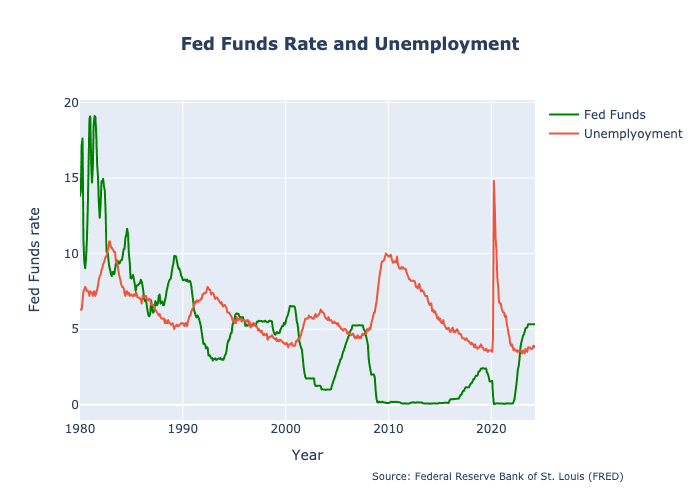 Fed Funds Rate and Unemployment
Fed Funds
Unemplyoyment
Fed Funds rate
20
15
10
5
0
1980
1990
2000
2010
2020
Year
Source: Federal Reserve Bank of St. Louis (FRED)